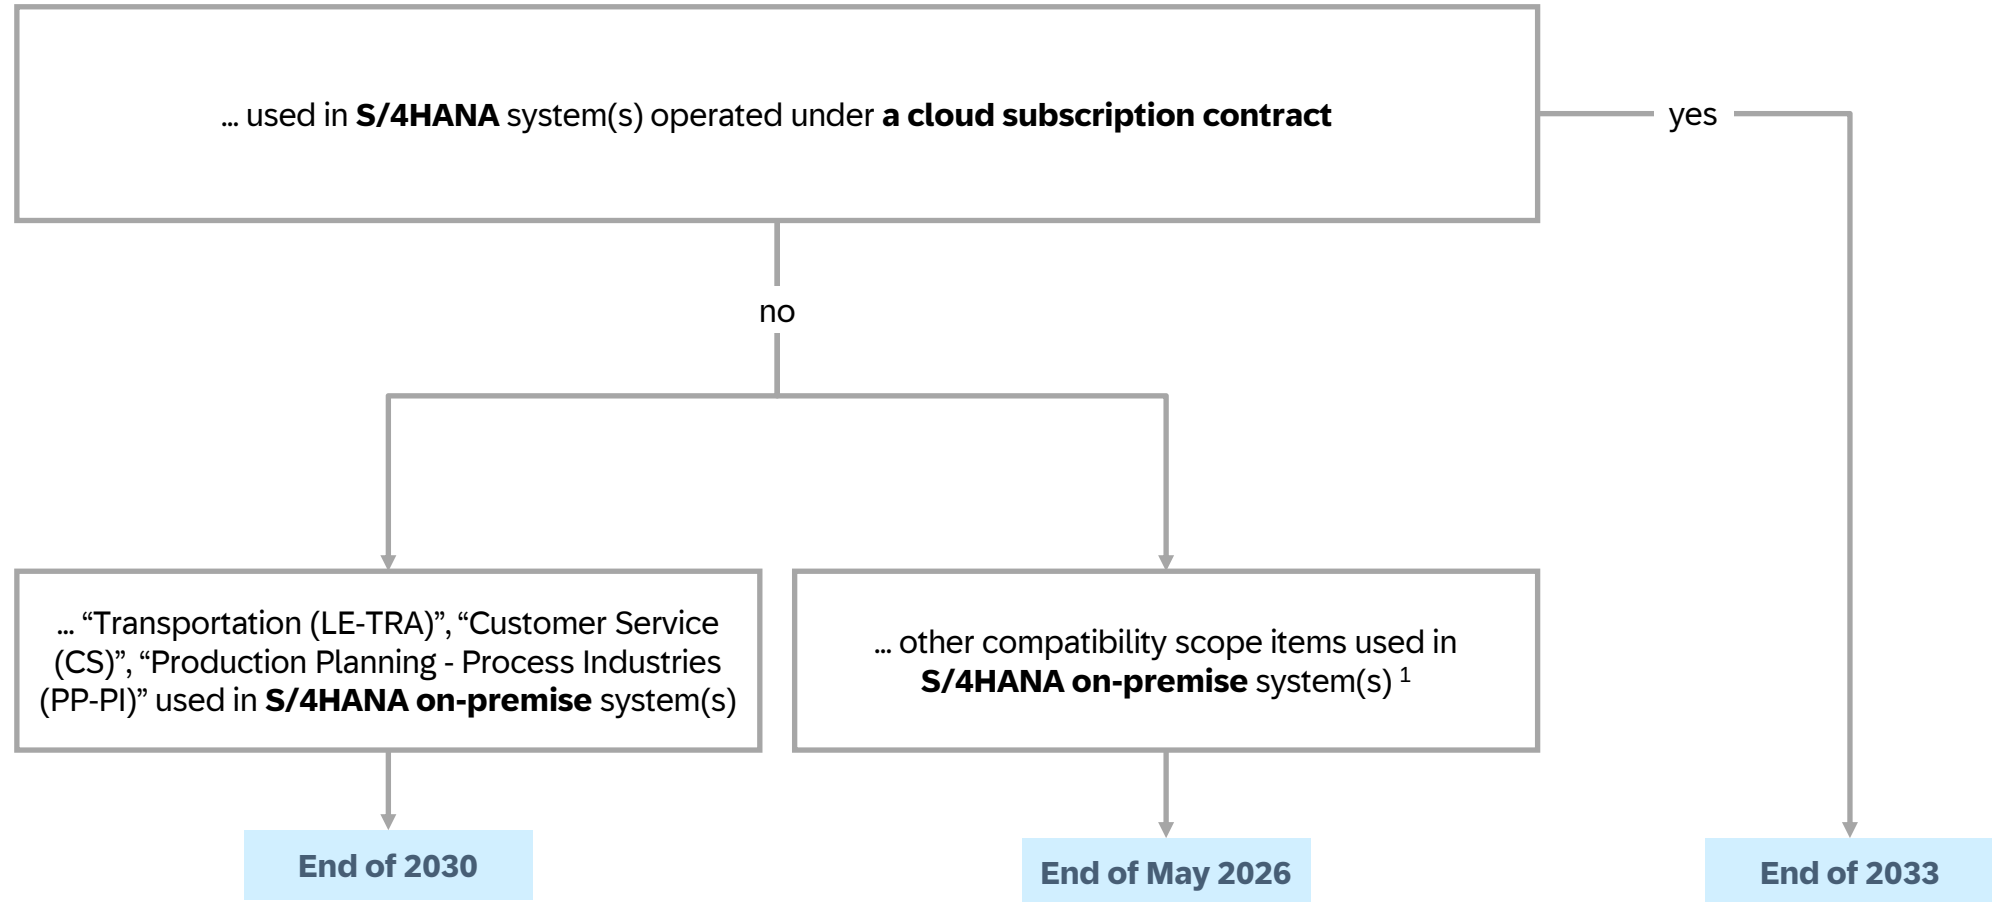 ... used in S/4HANA system(s) operated under a cloud subscription contract
yes
no
... “Transportation (LE-TRA)”, “Customer Service
(CS)”, “Production Planning - Process Industries
(PP-PI)” used in S/4HANA on-premise system(s)
... other compatibility scope items used in
S/4HANA on-premise system(s) ¹
End of 2030
End of May 2026
End of 2033